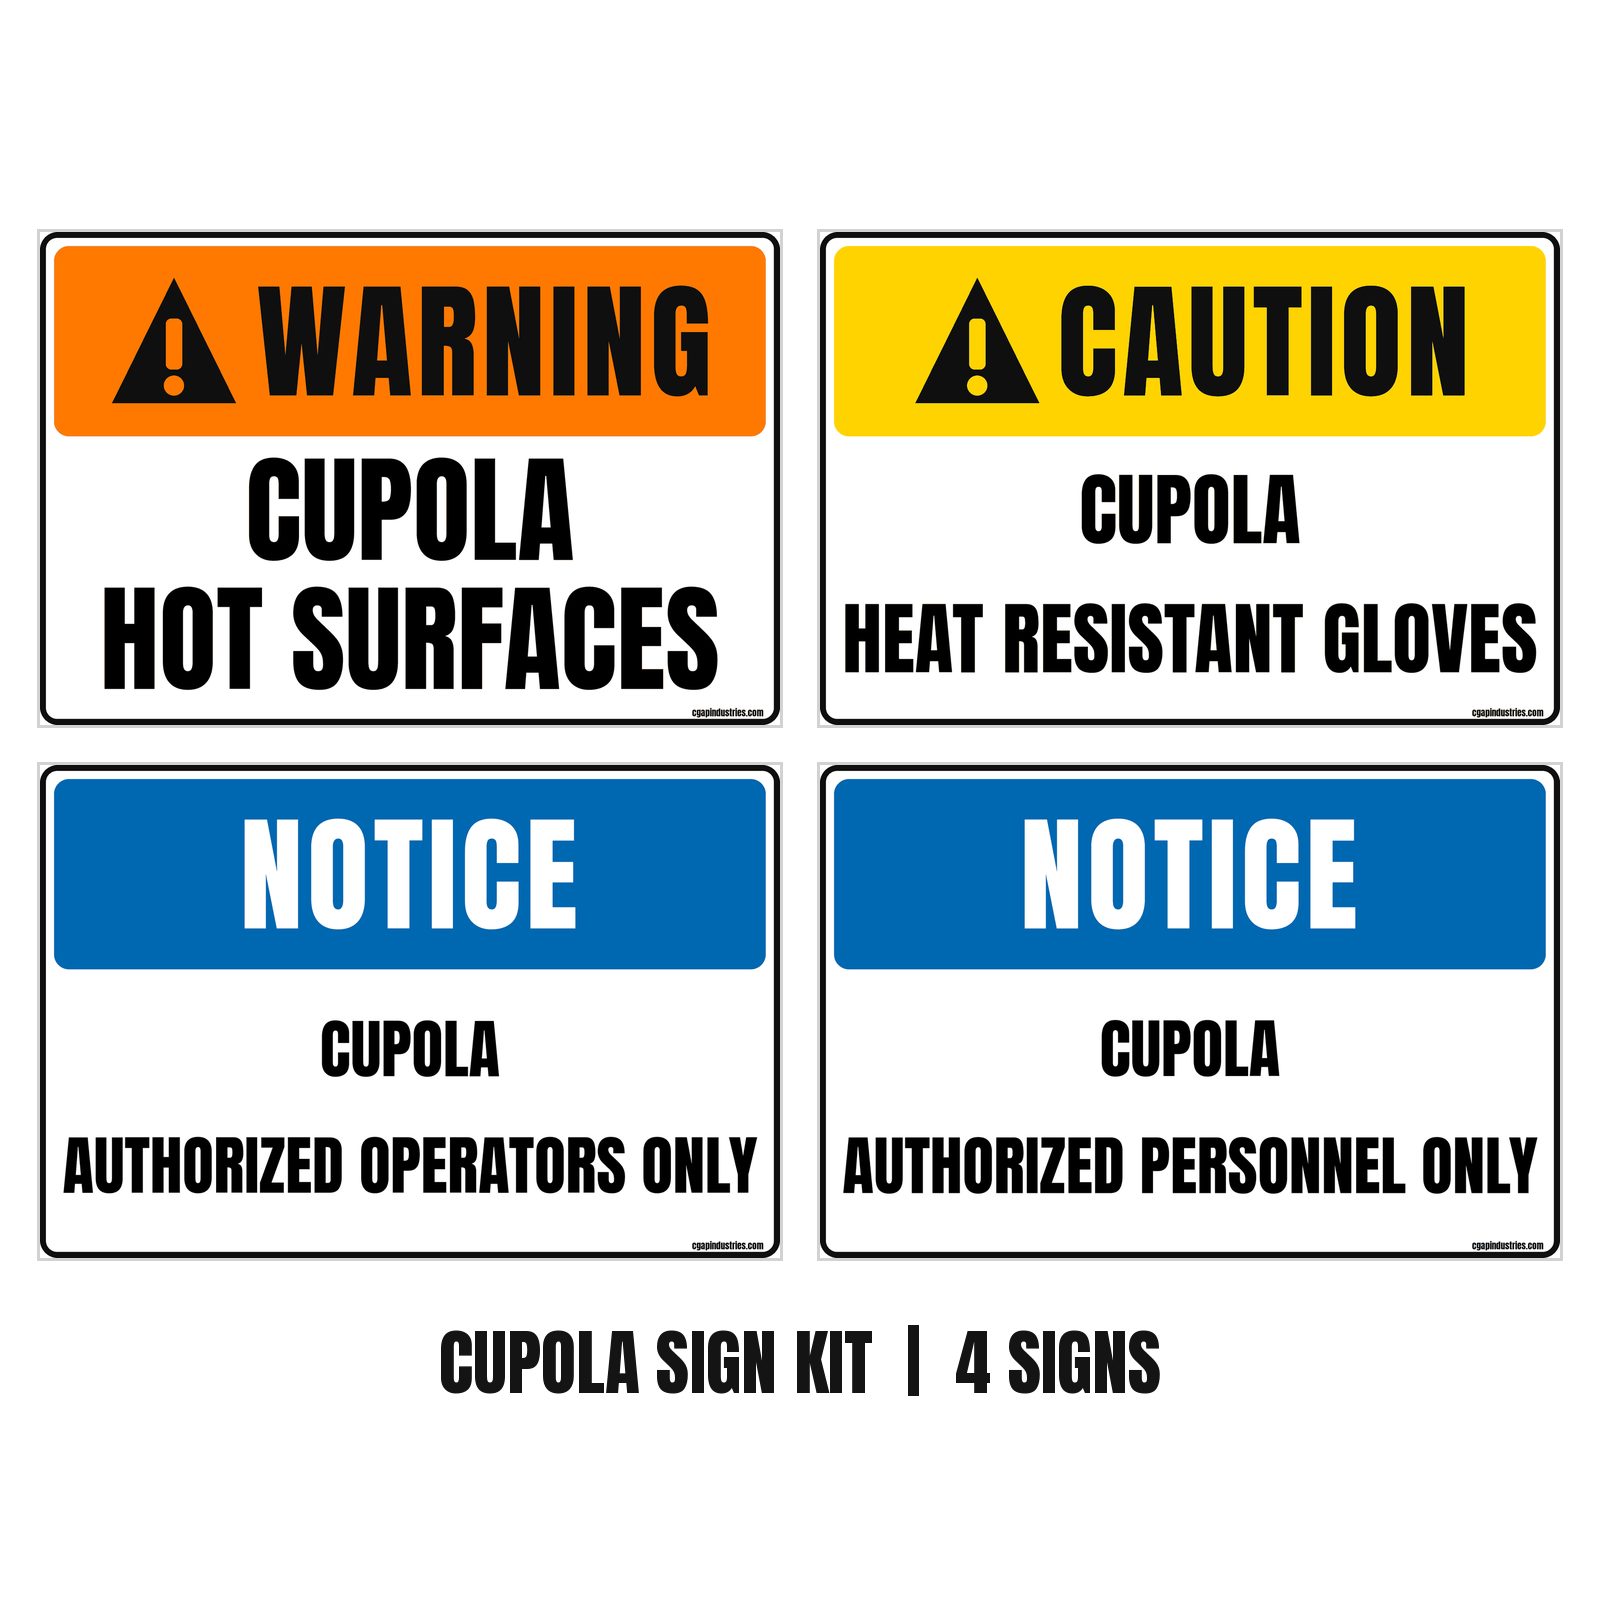 WARNING
CUPOLA
HOT SURFACES
cgapindustries.com
CAUTION
CUPOLA
HEAT RESISTANT GLOVES
cgapindustries.com
NOTICE
CUPOLA
AUTHORIZED OPERATORS ONLY
cgapindustries.com
NOTICE
CUPOLA
AUTHORIZED PERSONNEL ONLY
cgapindustries.com
CUPOLA SIGN KIT | 4 SIGNS